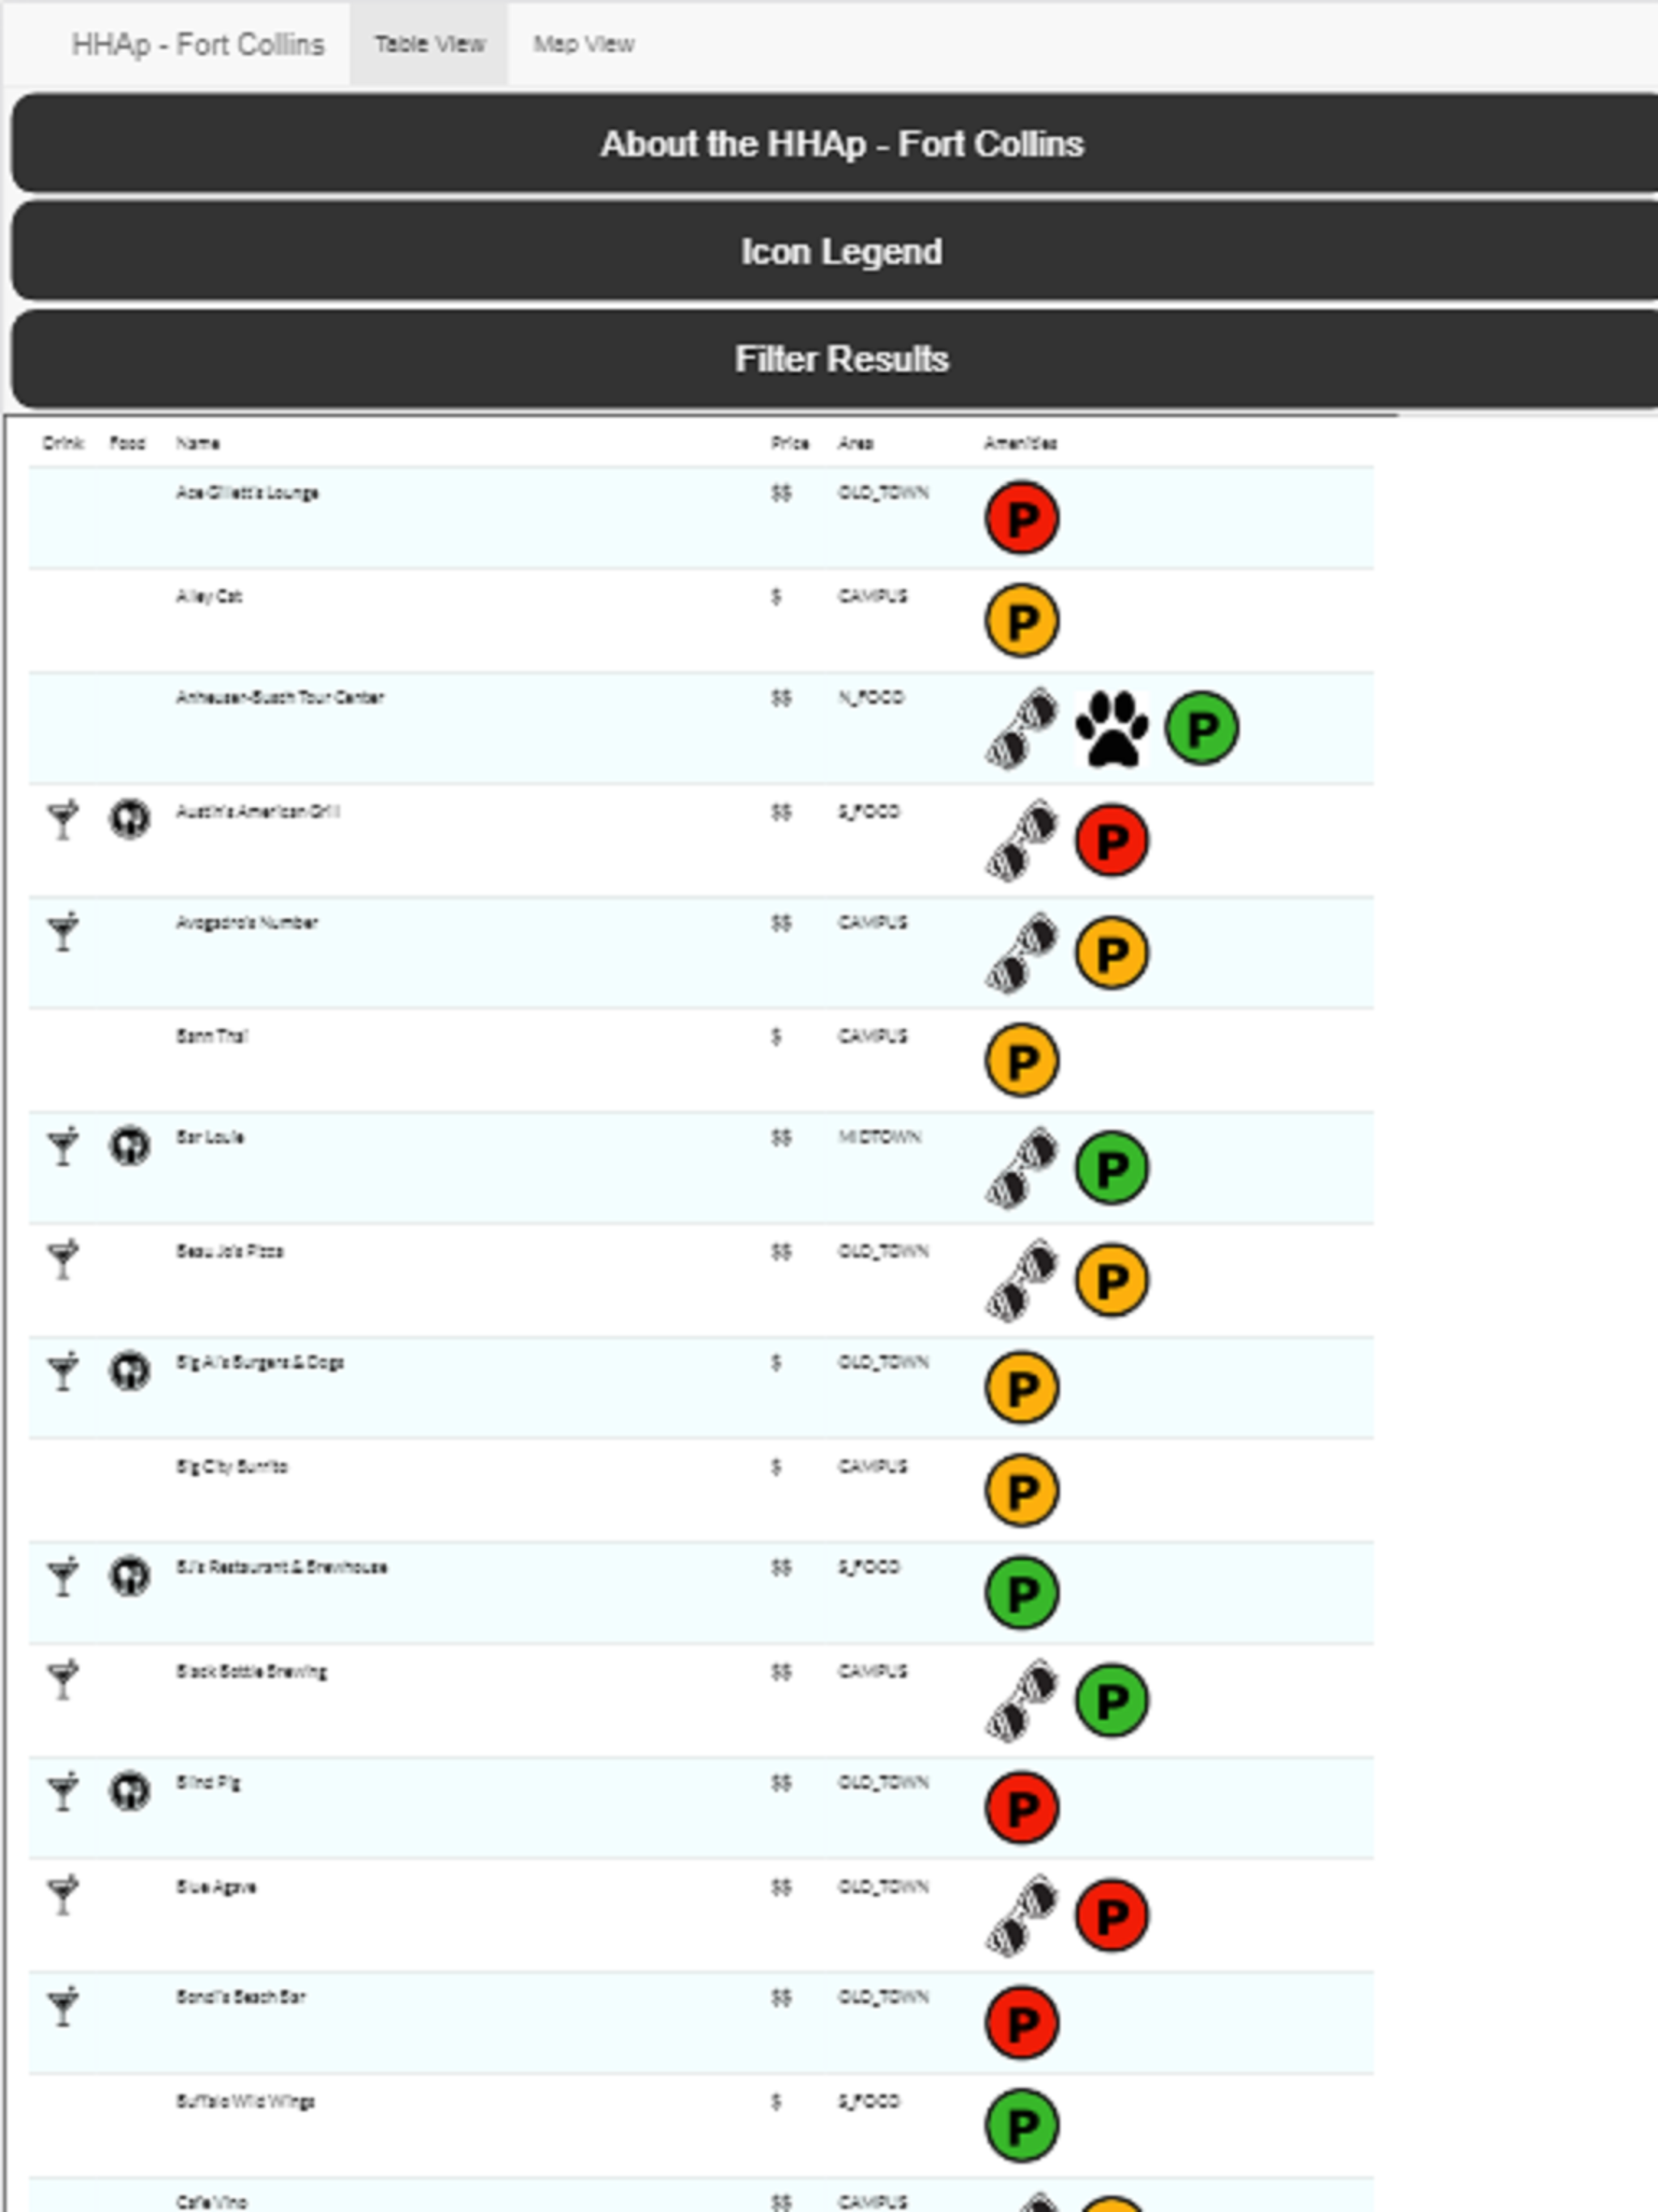 HHAp - Fort Collins Table View Map View
About the HHAp - Fort Collins
Icon Legend
Filter Results
Drink Food Name Price Area Amenities
Ace Gillett's Lounge $$ OLD_TOWN P
Alley Cat $ CAMPUS P
Anheuser-Busch Tour Center $$ N_FOCO P
Austin's American Grill $$ S_FOCO P
Avogadro's Number $$ CAMPUS P
Bann Thai $ CAMPUS P
Bar Louie $$ MIDTOWN P
Beau Jo's Pizza $$ OLD_TOWN P
Big Al's Burgers & Dogs $ OLD_TOWN P
Big City Burrito $ CAMPUS P
BJ's Restaurant & Brewhouse $$ S_FOCO P
Black Bottle Brewing $$ CAMPUS P
Blind Pig $$ OLD_TOWN P
Blue Agave $$ OLD_TOWN P
Bondi's Beach Bar $$ OLD_TOWN P
Buffalo Wild Wings $ S_FOCO P
Cafe Vino $$ CAMPUS